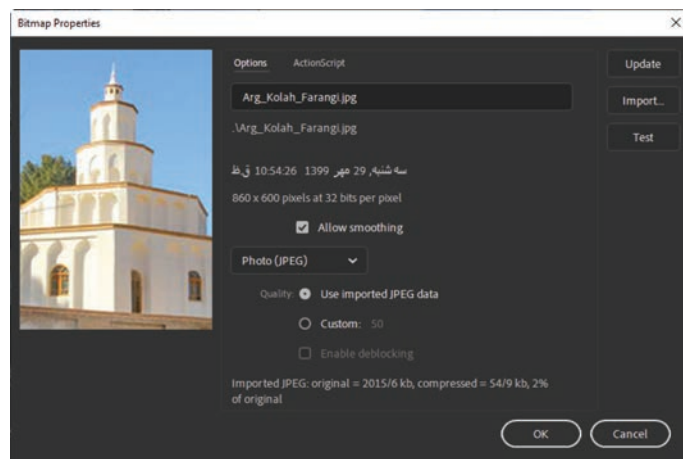 Bitmap Properties
Options ActionScript
Update
Arg_Kolah_Farangi.jpg
Import...
.\Arg_Kolah_Farangi.jpg
Test
سه شنبه, 29 مهر 1399 10:54:26 ق.ظ
860 x 600 pixels at 32 bits per pixel
Allow smoothing
Photo (JPEG)
Quality: Use imported JPEG data
Custom: 50
Enable deblocking
Imported JPEG: original = 2015/6 kb, compressed = 54/9 kb, 2%
of original
OK Cancel